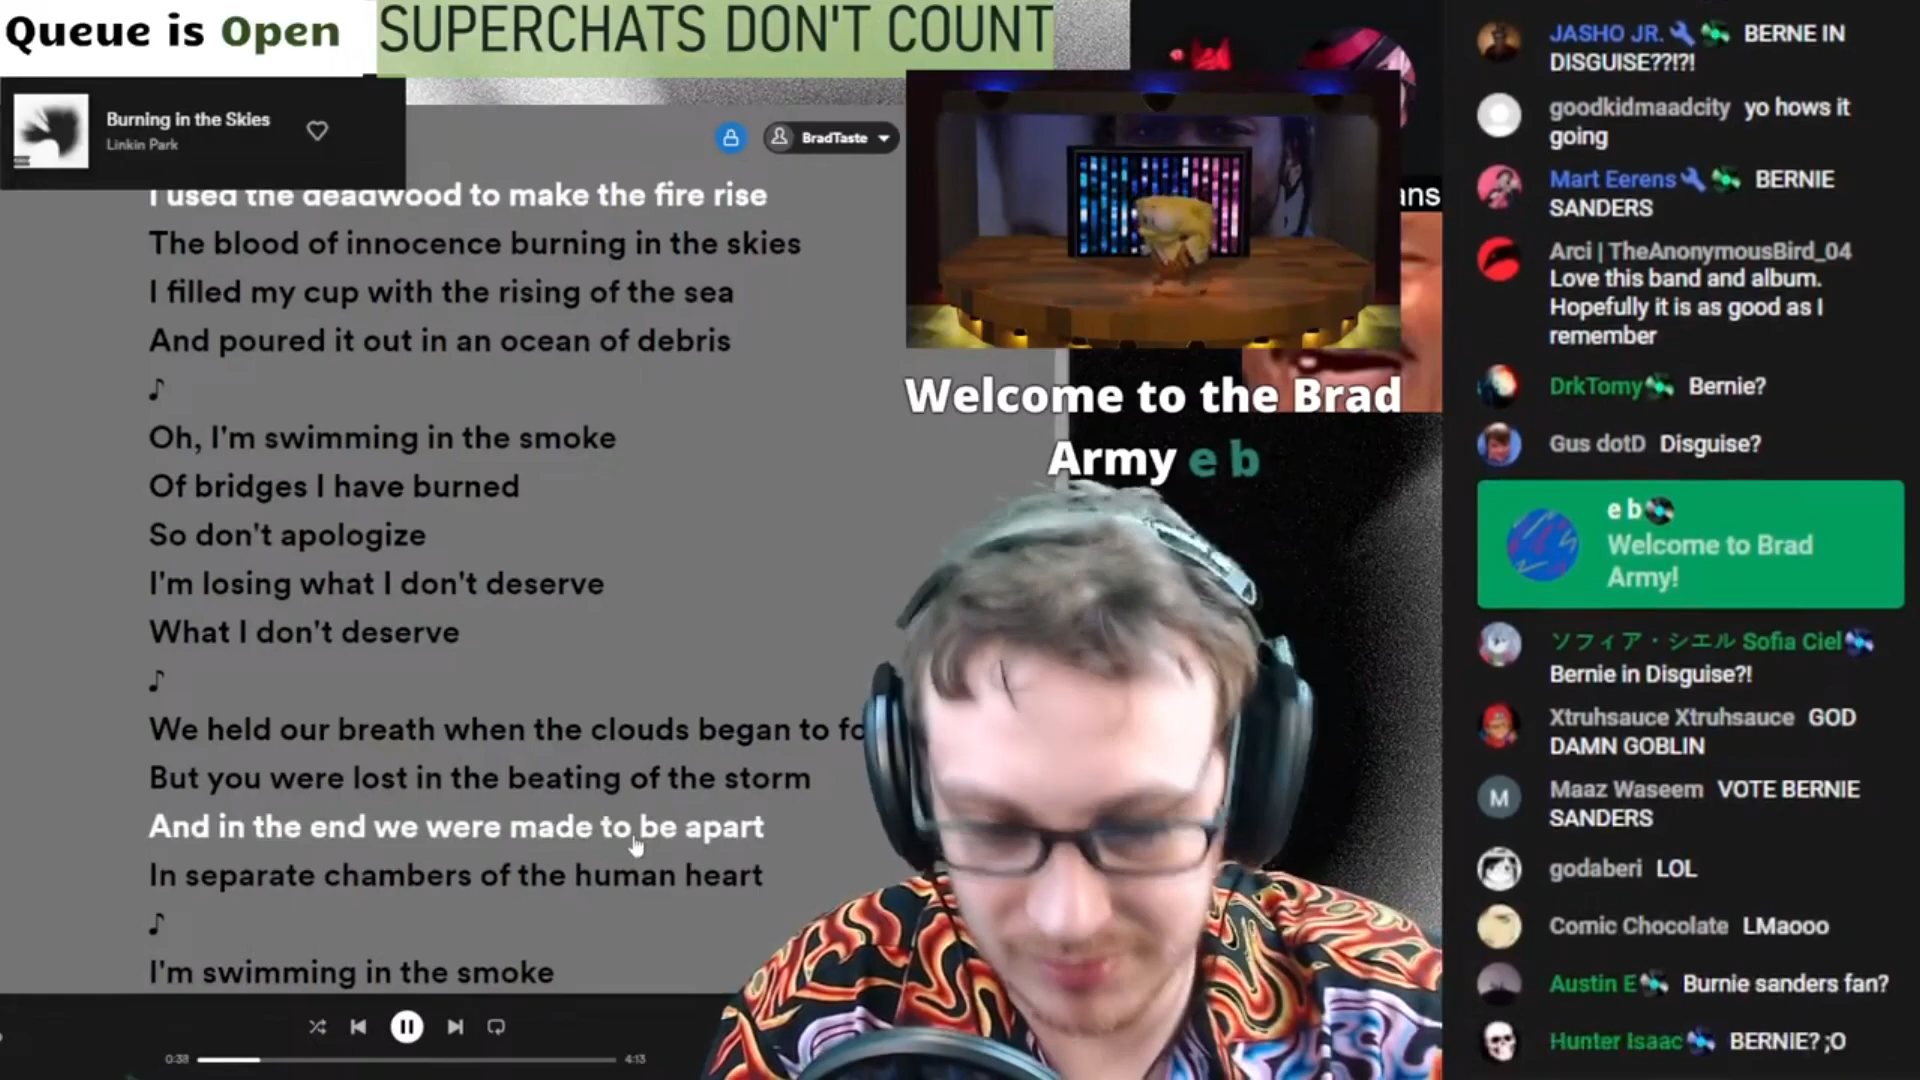 Queue is Open
SUPERCHATS DON'T COUNT
Burning in the Skies
Linkin Park
BradTaste
I used the deadwood to make the fire rise
The blood of innocence burning in the skies
I filled my cup with the rising of the sea
And poured it out in an ocean of debris
♪
Oh, I'm swimming in the smoke
Of bridges I have burned
So don't apologize
I'm losing what I don't deserve
What I don't deserve
♪
We held our breath when the clouds began to fo
But you were lost in the beating of the storm
And in the end we were made to be apart
In separate chambers of the human heart
♪
I'm swimming in the smoke
0:38
4:13
ans
Welcome to the Brad
Army e b
JASHO JR. BERNE IN
DISGUISE??!?!
goodkidmaadcity yo hows it
going
Mart Eerens BERNIE
SANDERS
Arci | TheAnonymousBird_04
Love this band and album.
Hopefully it is as good as I
remember
DrkTomy Bernie?
Gus dotD Disguise?
e b
Welcome to Brad
Army!
ソフィア・シエル Sofia Ciel
Bernie in Disguise?!
Xtruhsauce Xtruhsauce GOD
DAMN GOBLIN
M
Maaz Waseem VOTE BERNIE
SANDERS
godaberi LOL
Comic Chocolate LMaooo
Austin E Burnie sanders fan?
Hunter Isaac BERNIE? ;O